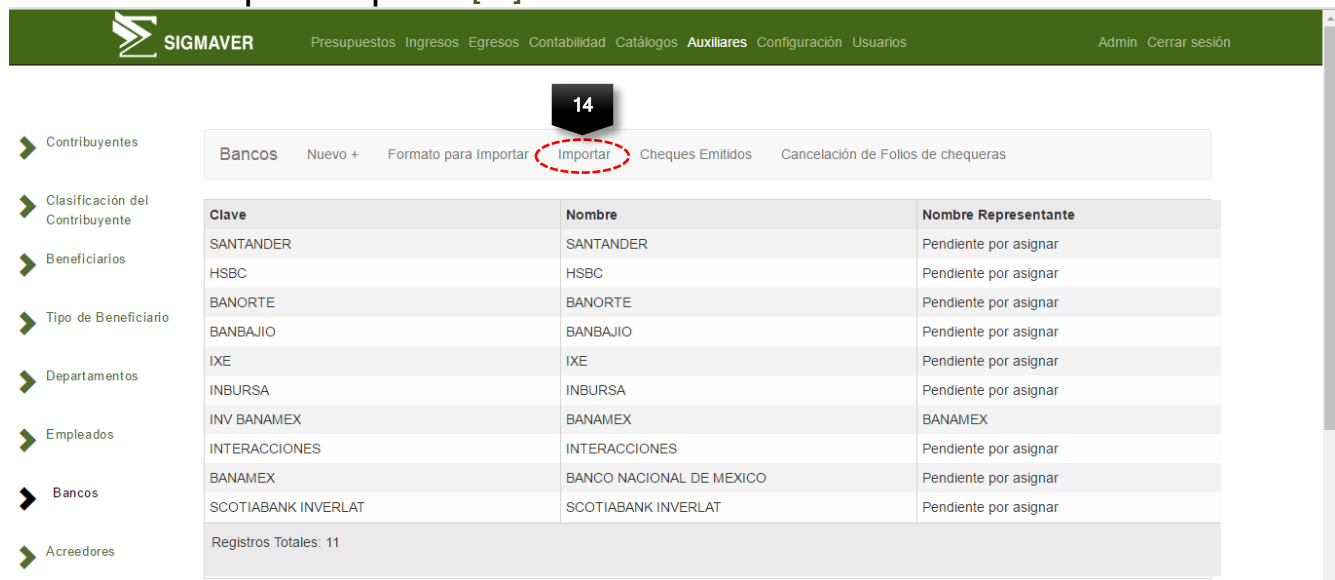 SIGMAVER Presupuestos Ingresos Egresos Contabilidad Catálogos Auxiliares Configuración Usuarios Admin Cerrar sesión
14
Bancos Nuevo + Formato para Importar Importar Cheques Emitidos Cancelación de Folios de chequeras
Contribuyentes
Clasificación del
Contribuyente
Beneficiarios
Tipo de Beneficiario
Departamentos
Empleados
Bancos
Acreedores
Clave Nombre Nombre Representante
SANTANDER SANTANDER Pendiente por asignar
HSBC HSBC Pendiente por asignar
BANORTE BANORTE Pendiente por asignar
BANBAJIO BANBAJIO Pendiente por asignar
IXE IXE Pendiente por asignar
INBURSA INBURSA Pendiente por asignar
INV BANAMEX BANAMEX BANAMEX
INTERACCIONES INTERACCIONES Pendiente por asignar
BANAMEX BANCO NACIONAL DE MEXICO Pendiente por asignar
SCOTIABANK INVERLAT SCOTIABANK INVERLAT Pendiente por asignar
Registros Totales: 11